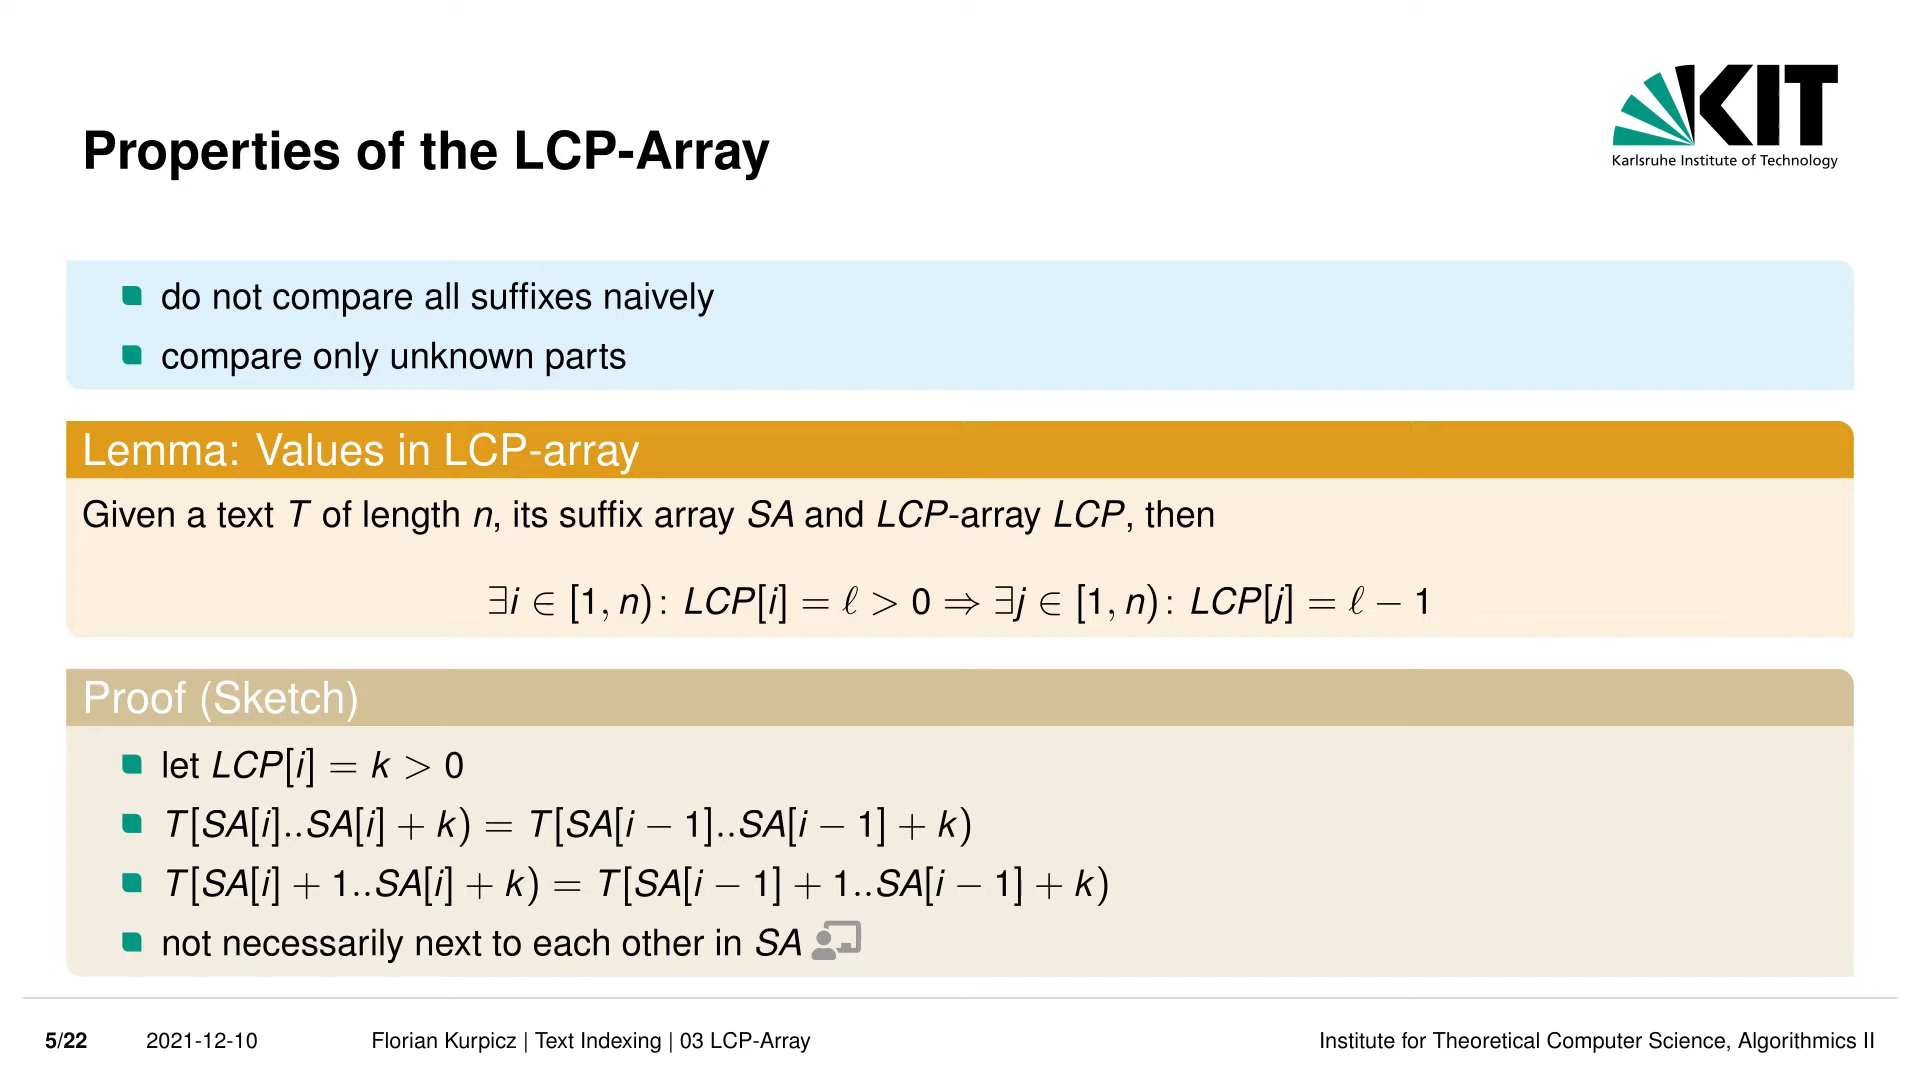 KIT
Karlsruhe Institute of Technology
Properties of the LCP-Array
do not compare all suffixes naively
compare only unknown parts
Lemma: Values in LCP-array
Given a text T of length n, its suffix array SA and LCP-array LCP, then
∃i ∈ [1, n): LCP[i] = ℓ > 0 ⇒ ∃j ∈ [1, n): LCP[j] = ℓ − 1
Proof (Sketch)
let LCP[i] = k > 0
T[SA[i]..SA[i] + k) = T[SA[i − 1]..SA[i − 1] + k)
T[SA[i] + 1..SA[i] + k) = T[SA[i − 1] + 1..SA[i − 1] + k)
not necessarily next to each other in SA
5/22 2021-12-10 Florian Kurpicz | Text Indexing | 03 LCP-Array Institute for Theoretical Computer Science, Algorithmics II